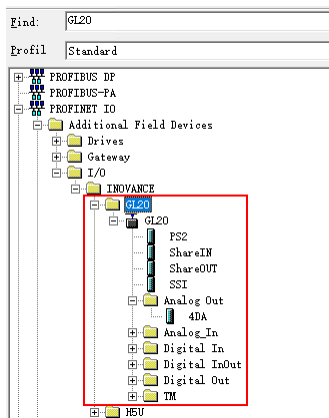 Find: GL20
Profil Standard
PROFIBUS DP
PROFIBUS-PA
PROFINET IO
Additional Field Devices
Drives
Gateway
I/O
INOVANCE
GL20
GL20
PS2
ShareIN
ShareOUT
SSI
Analog Out
4DA
Analog_In
Digital In
Digital InOut
Digital Out
TM
H5U